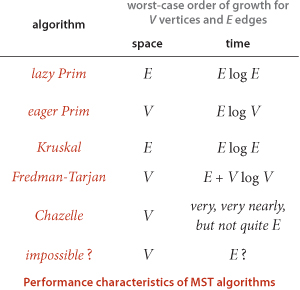 worst-case order of growth for
algorithm V vertices and E edges
space time
lazy Prim E E log E
eager Prim V E log V
Kruskal E E log E
Fredman-Tarjan V E + V log V
Chazelle V very, very nearly,
but not quite E
impossible ? V E ?
Performance characteristics of MST algorithms